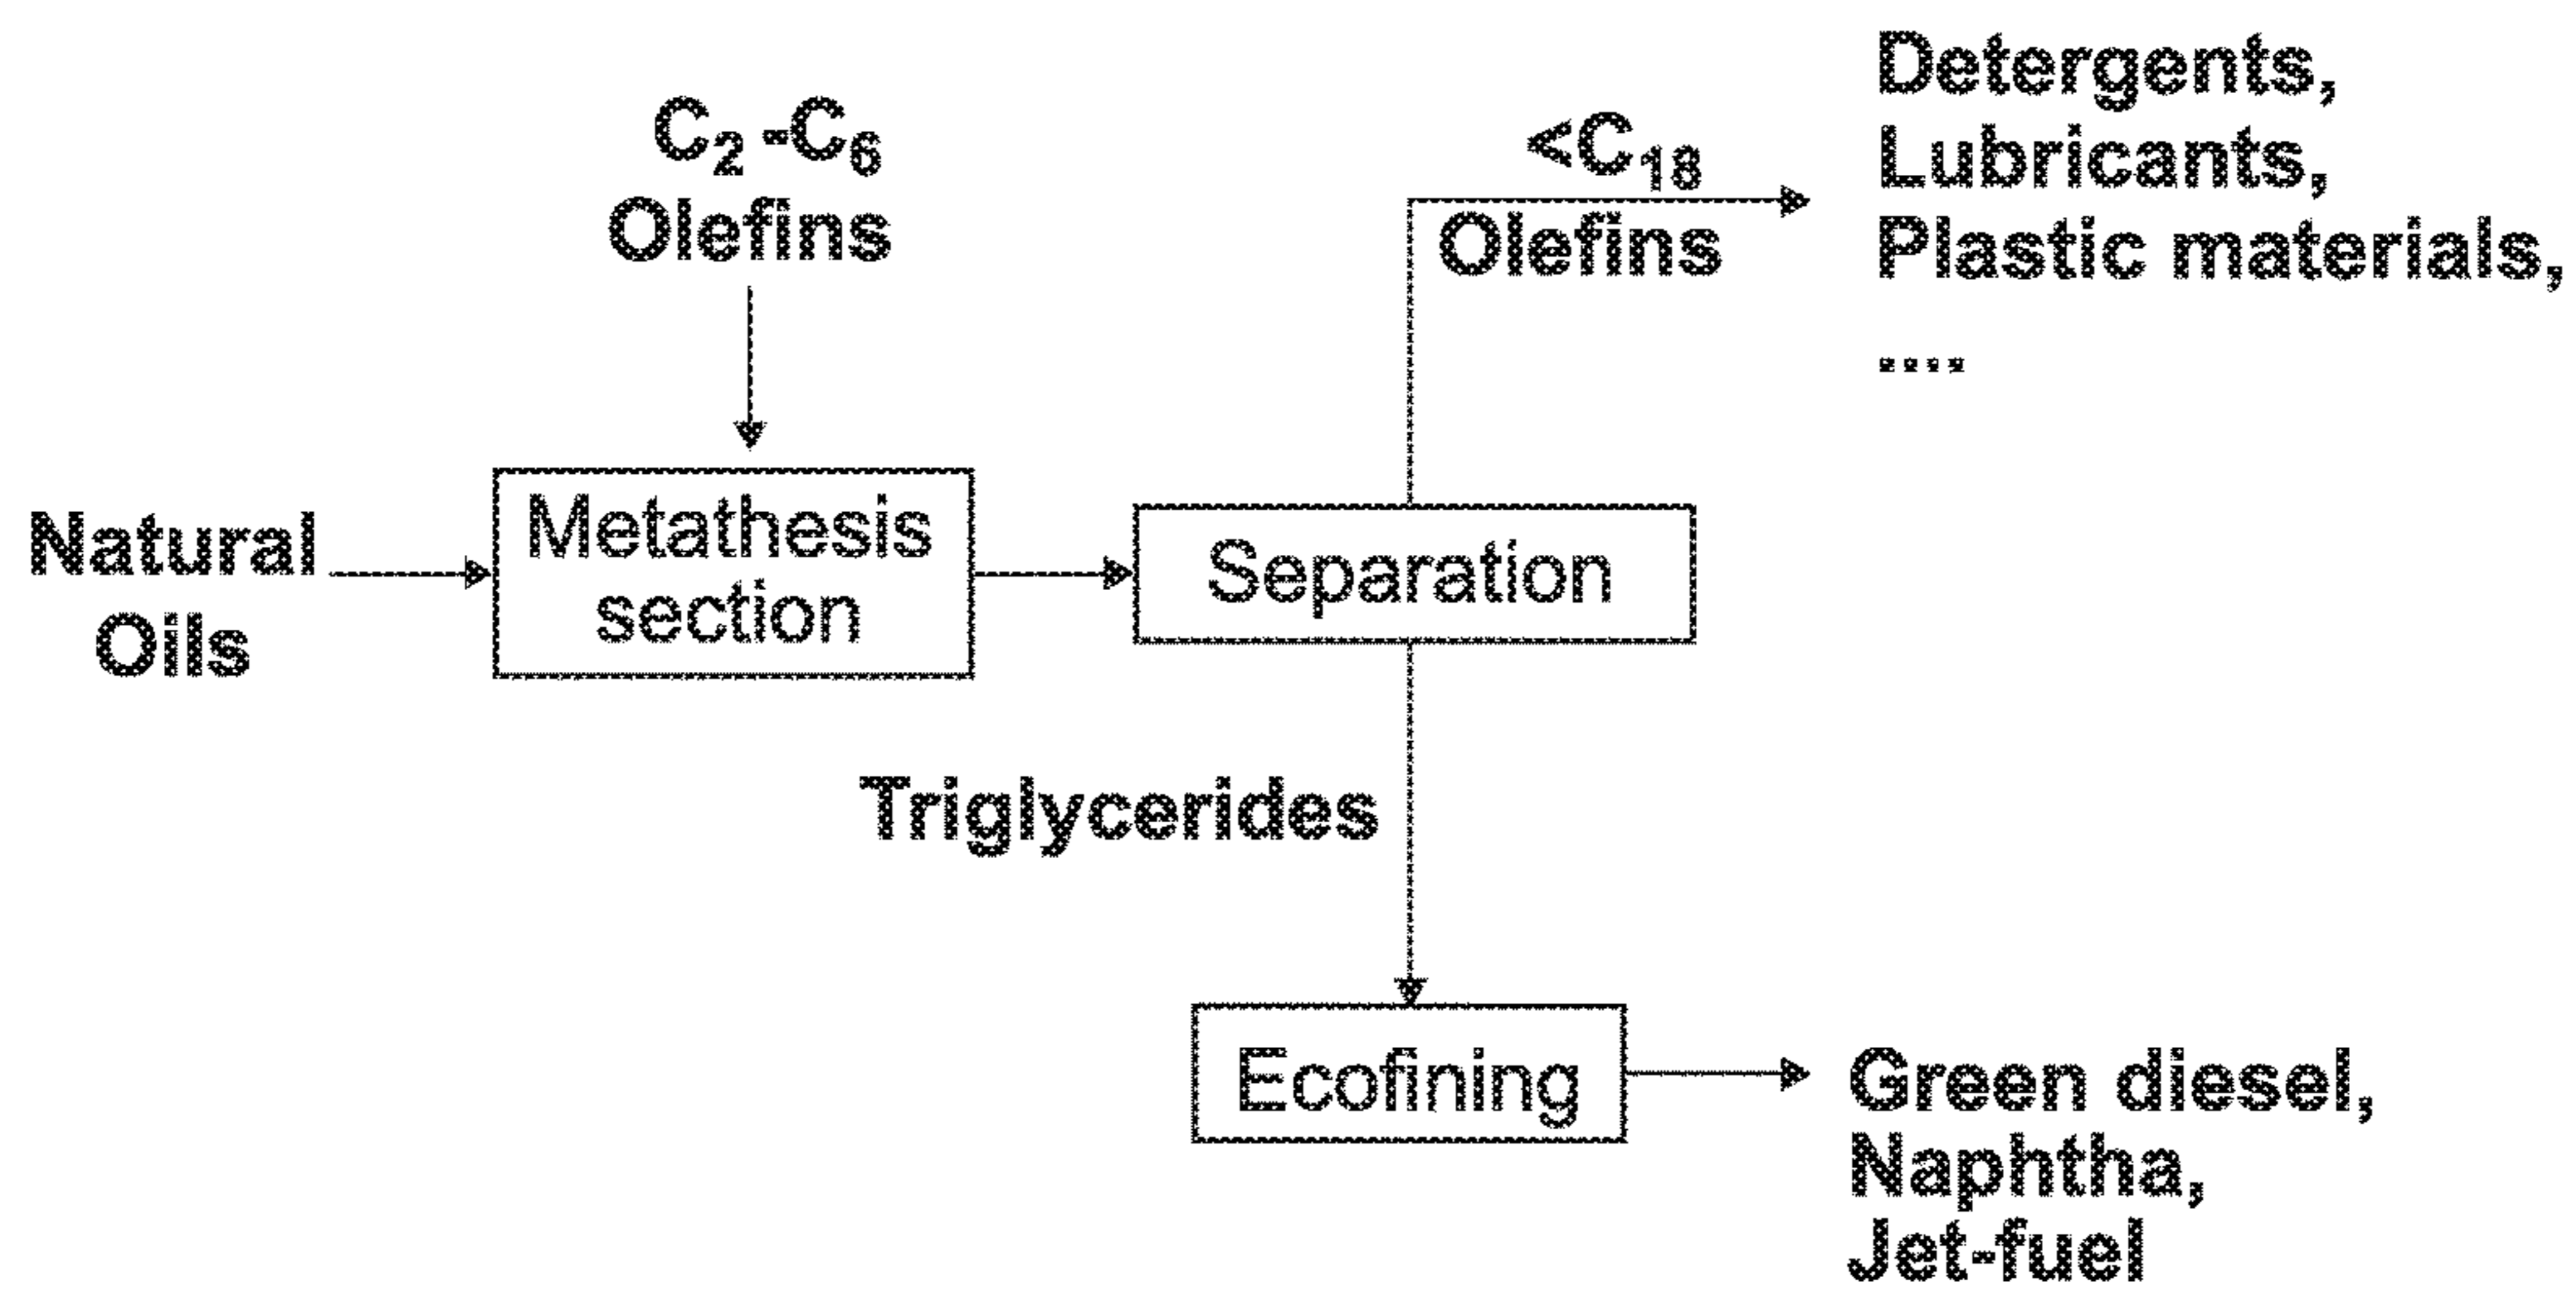 C₂ -C₆
Olefins
<C₁₈
Olefins
Detergents,
Lubricants,
Plastic materials,
....
Natural
Oils
Metathesis
section
Separation
Triglycerides
Ecofining
Green diesel,
Naphtha,
Jet-fuel